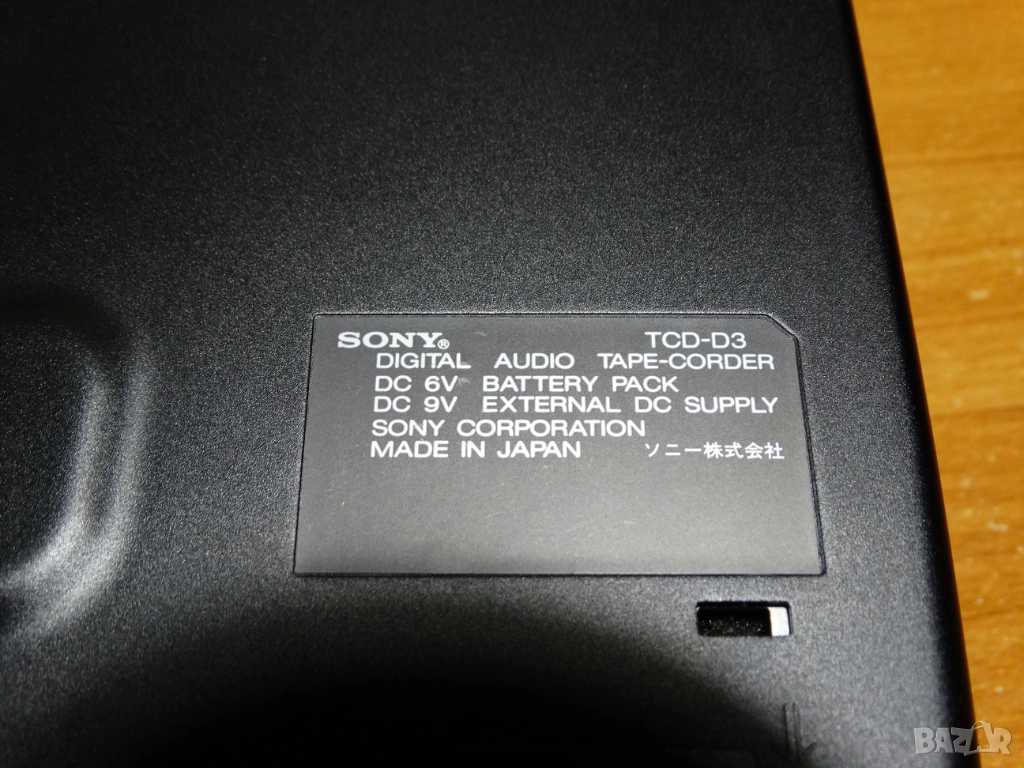 SONY® TCD-D3
DIGITAL AUDIO TAPE-CORDER
DC 6V BATTERY PACK
DC 9V EXTERNAL DC SUPPLY
SONY CORPORATION
MADE IN JAPAN ソニー株式会社
BAZAR